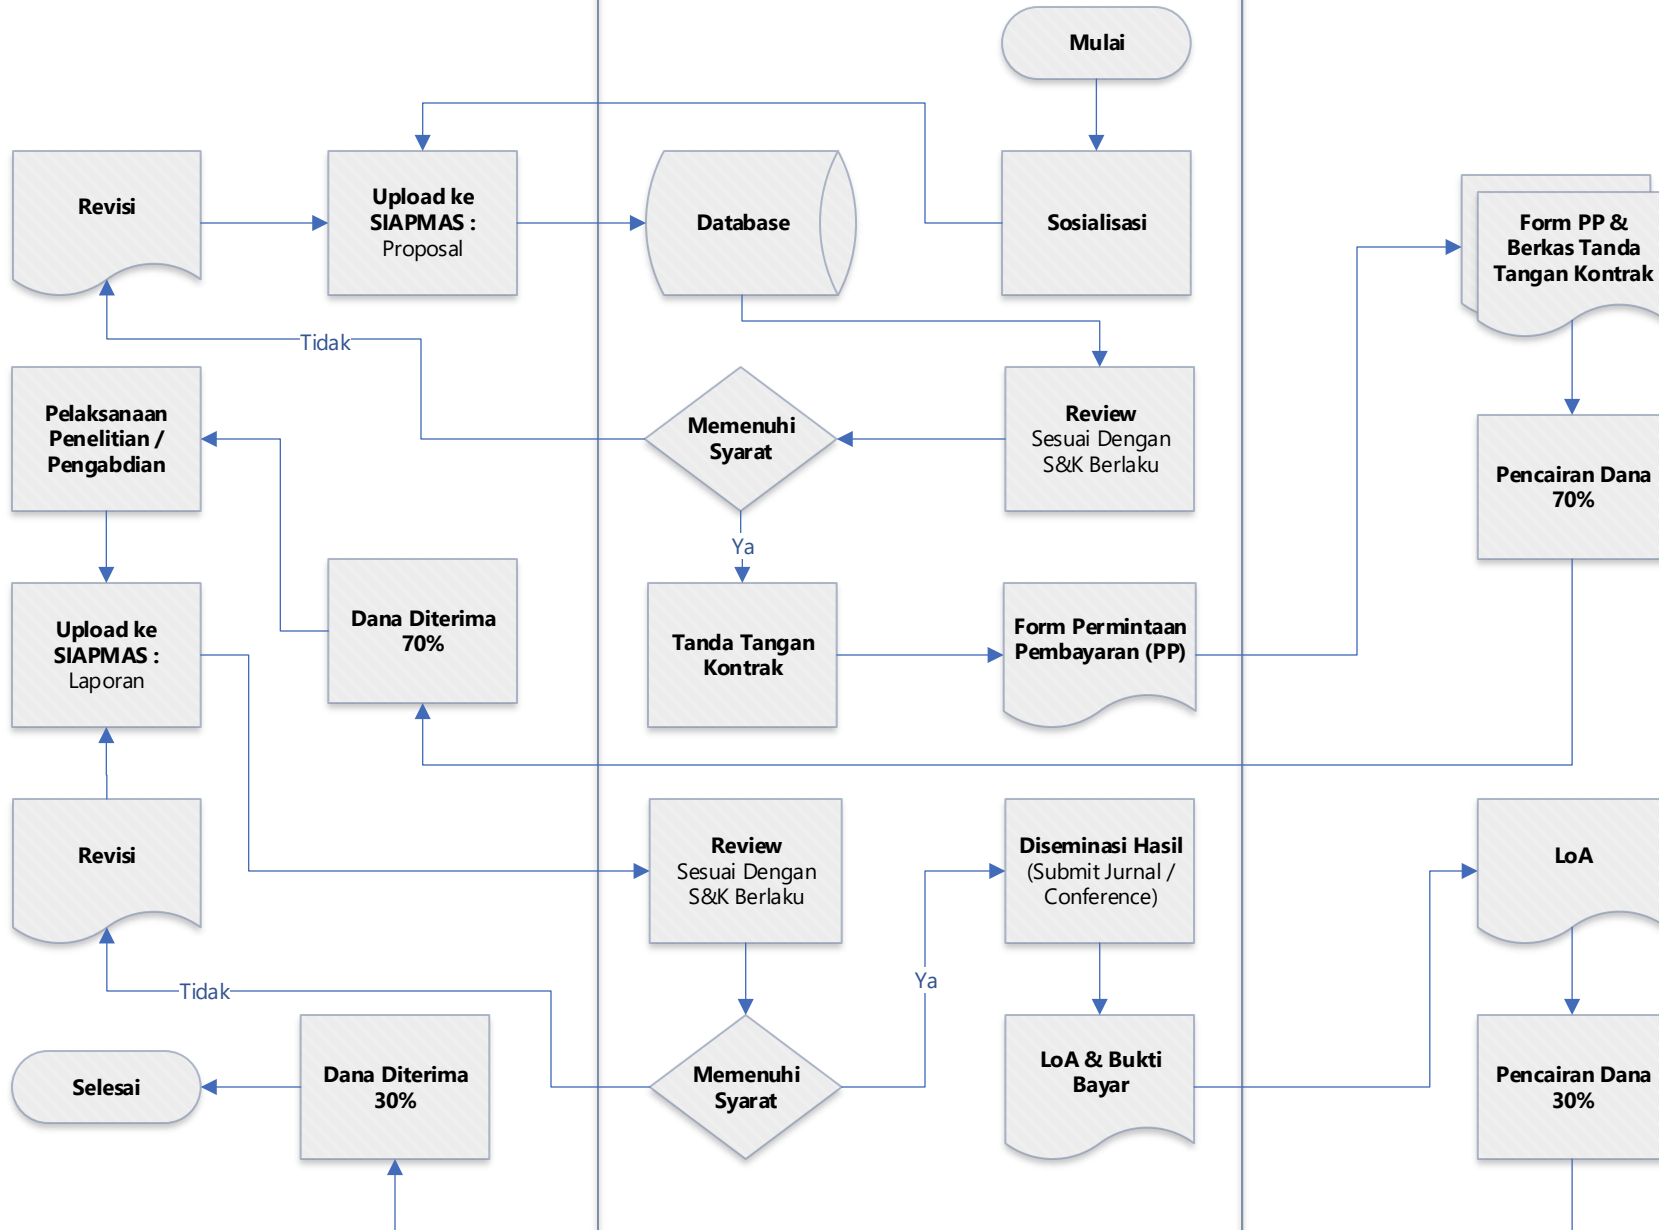 Mulai
Revisi
Upload ke
SIAPMAS :
Proposal
Database
Sosialisasi
Form PP &
Berkas Tanda
Tangan Kontrak
Tidak
Pelaksanaan
Penelitian /
Pengabdian
Memenuhi
Syarat
Review
Sesuai Dengan
S&K Berlaku
Pencairan Dana
70%
Ya
Upload ke
SIAPMAS :
Laporan
Dana Diterima
70%
Tanda Tangan
Kontrak
Form Permintaan
Pembayaran (PP)
Revisi
Review
Sesuai Dengan
S&K Berlaku
Diseminasi Hasil
(Submit Jurnal /
Conference)
LoA
Tidak
Ya
Selesai
Dana Diterima
30%
Memenuhi
Syarat
LoA & Bukti
Bayar
Pencairan Dana
30%